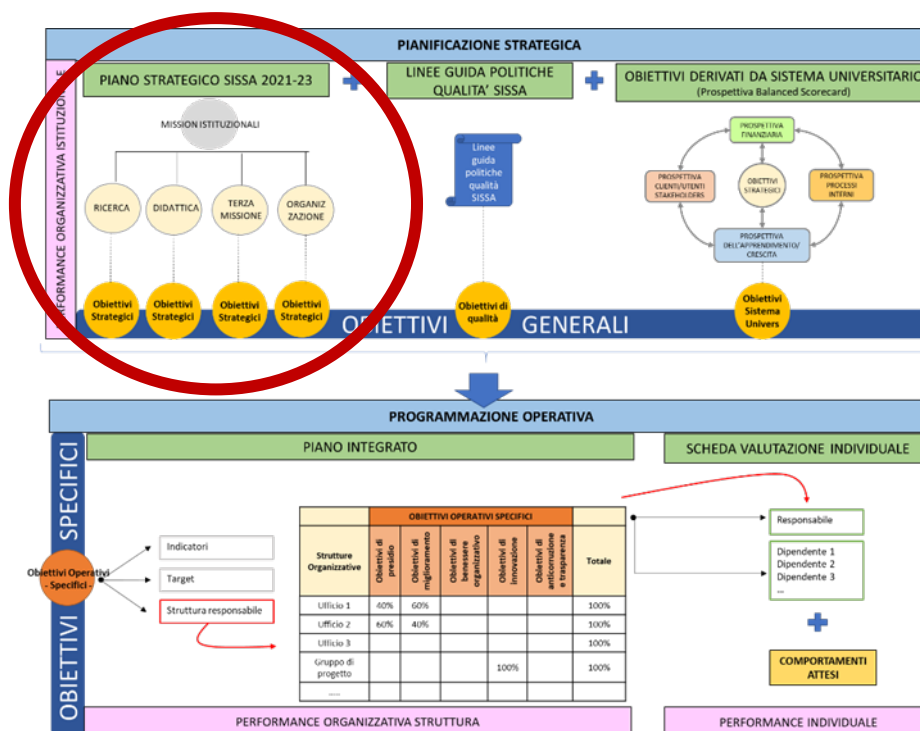 PIANIFICAZIONE STRATEGICA
PERFORMANCE ORGANIZZATIVA ISTITUZIONE
PIANO STRATEGICO SISSA 2021-23
LINEE GUIDA POLITICHE
QUALITA' SISSA
OBIETTIVI DERIVATI DA SISTEMA UNIVERSITARIO
(Prospettiva Balanced Scorecard)
MISSION ISTITUZIONALI
RICERCA
DIDATTICA
TERZA
MISSIONE
ORGANIZ
ZAZIONE
Linee
guida
politiche
qualità
SISSA
PROSPETTIVA
FINANZIARIA
PROSPETTIVA
CLIENTI/UTENTI
STAKEHOLDERS
OBIETTIVI
STRATEGICI
PROSPETTIVA
PROCESSI
INTERNI
PROSPETTIVA
DELL'APPRENDIMENTO/
CRESCITA
Obiettivi
Strategici
Obiettivi
Strategici
Obiettivi
Strategici
Obiettivi
Strategici
Obiettivi di
qualità
Obiettivi
Sistema
Univers
OBIETTIVI GENERALI
PROGRAMMAZIONE OPERATIVA
OBIETTIVI SPECIFICI
PIANO INTEGRATO
SCHEDA VALUTAZIONE INDIVIDUALE
Obiettivi Operativi
- Specifici -
Indicatori
Target
Struttura responsabile
OBIETTIVI OPERATIVI SPECIFICI
Strutture
Organizzative
Obiettivi di
presidio
Obiettivi di
miglioramento
Obiettivi di
benessere
organizzativo
Obiettivi di
innovazione
Obiettivi di
anticorruzione
e trasparenza
Totale
Ufficio 1 40% 60% 100%
Ufficio 2 60% 40% 100%
Ufficio 3 100%
Gruppo di
progetto 100% 100%
.....
Responsabile
Dipendente 1
Dipendente 2
Dipendente 3
...
COMPORTAMENTI
ATTESI
PERFORMANCE ORGANIZZATIVA STRUTTURA
PERFORMANCE INDIVIDUALE